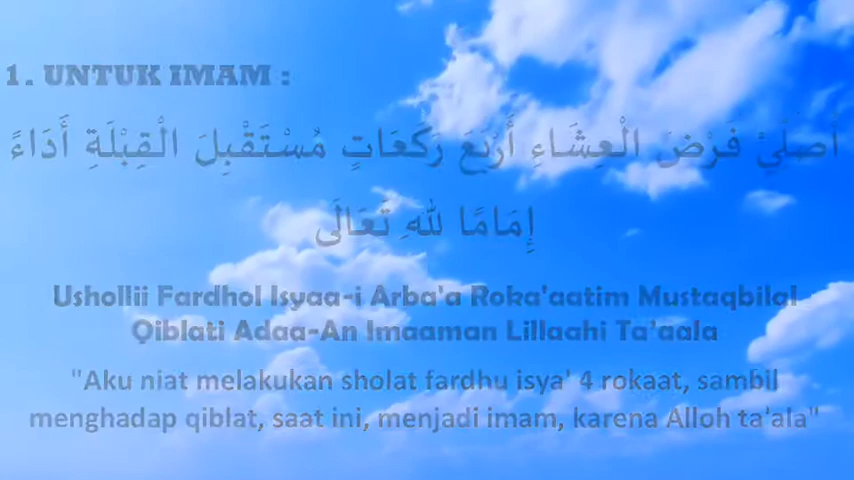 1. UNTUK IMAM :
أُصَلِّيْ فَرْضَ الْعِشَاءِ أَرْبَعَ رَكَعَاتٍ مُسْتَقْبِلَ الْقِبْلَةِ أَدَاءً
إِمَامًا لِلّٰهِ تَعَالَى
Ushollii Fardhol Isyaa-i Arba'a Roka'aatim Mustaqbilal
Qiblati Adaa-An Imaaman Lillaahi Ta'aala
"Aku niat melakukan sholat fardhu isya' 4 rokaat, sambil
menghadap qiblat, saat ini, menjadi imam, karena Alloh ta'ala"